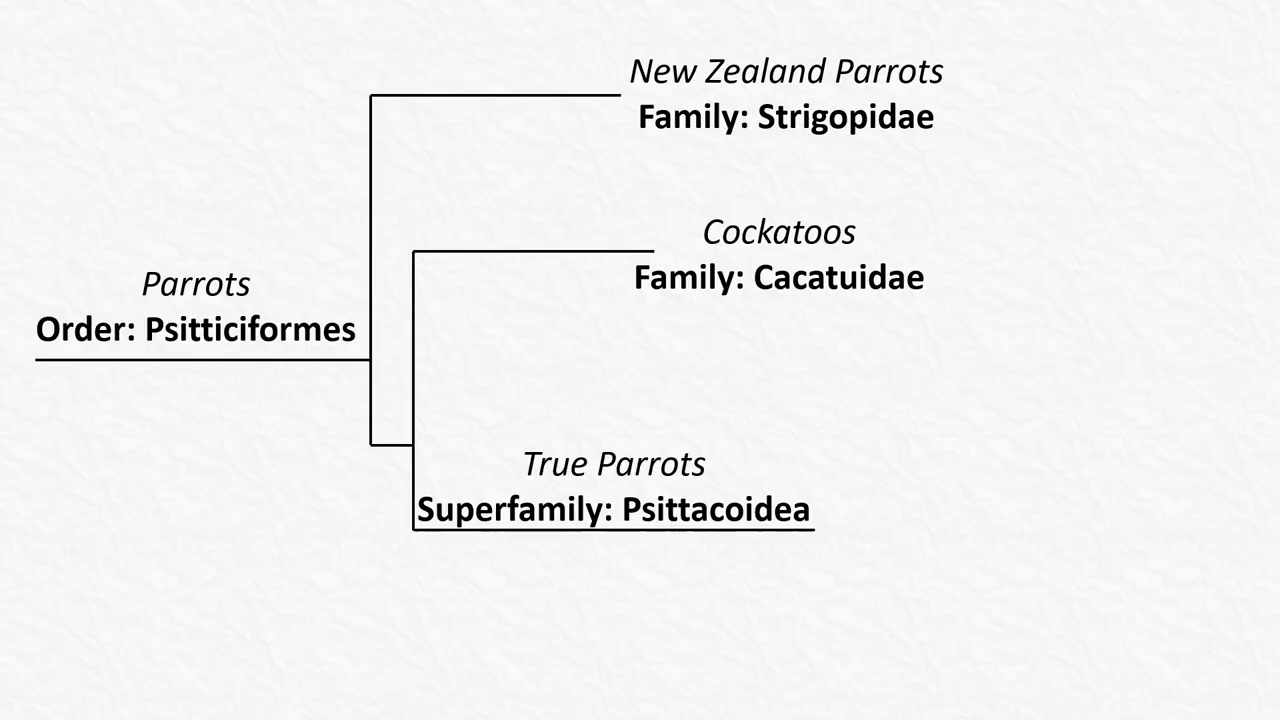 New Zealand Parrots
Family: Strigopidae
Cockatoos
Family: Cacatuidae
Parrots
Order: Psitticiformes
True Parrots
Superfamily: Psittacoidea